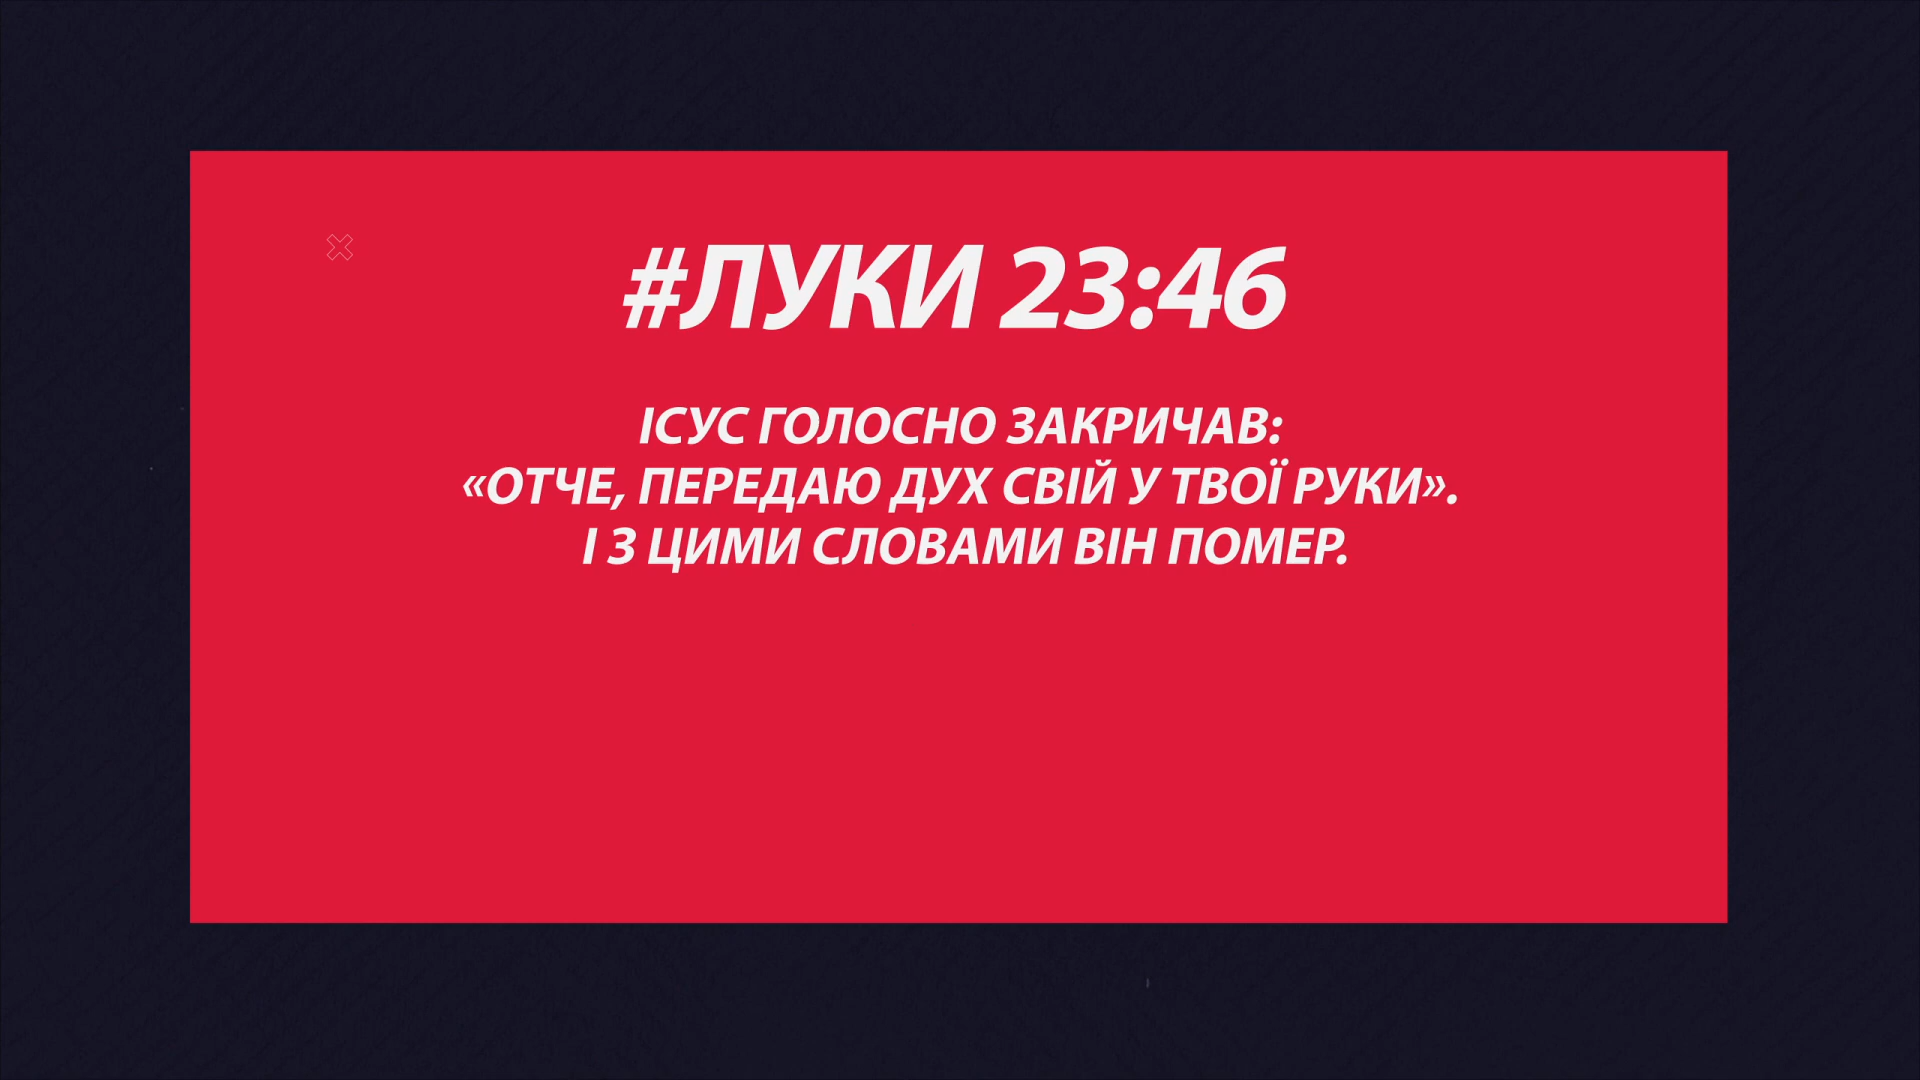 #ЛУКИ 23:46
ІСУС ГОЛОСНО ЗАКРИЧАВ:
«ОТЧЕ, ПЕРЕДАЮ ДУХ СВІЙ У ТВОЇ РУКИ».
І З ЦИМИ СЛОВАМИ ВІН ПОМЕР.